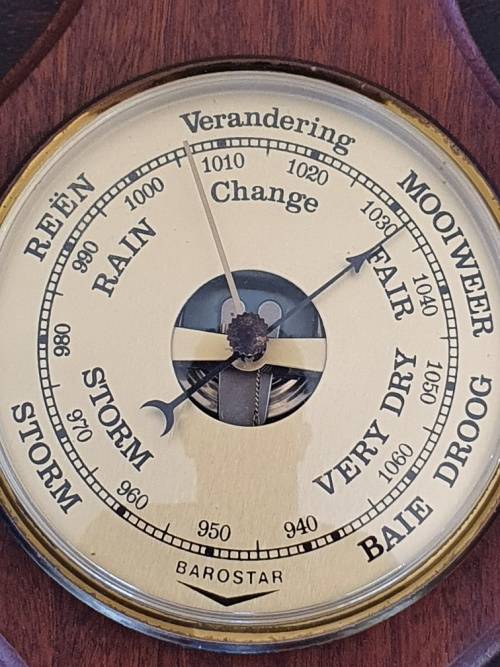 Verandering
REËN
MOOIWEER
STORM
BAIE DROOG
Change
RAIN
FAIR
STORM
VERY DRY
940
950
960
970
980
990
1000
1010
1020
1030
1040
1050
1060
BAROSTAR